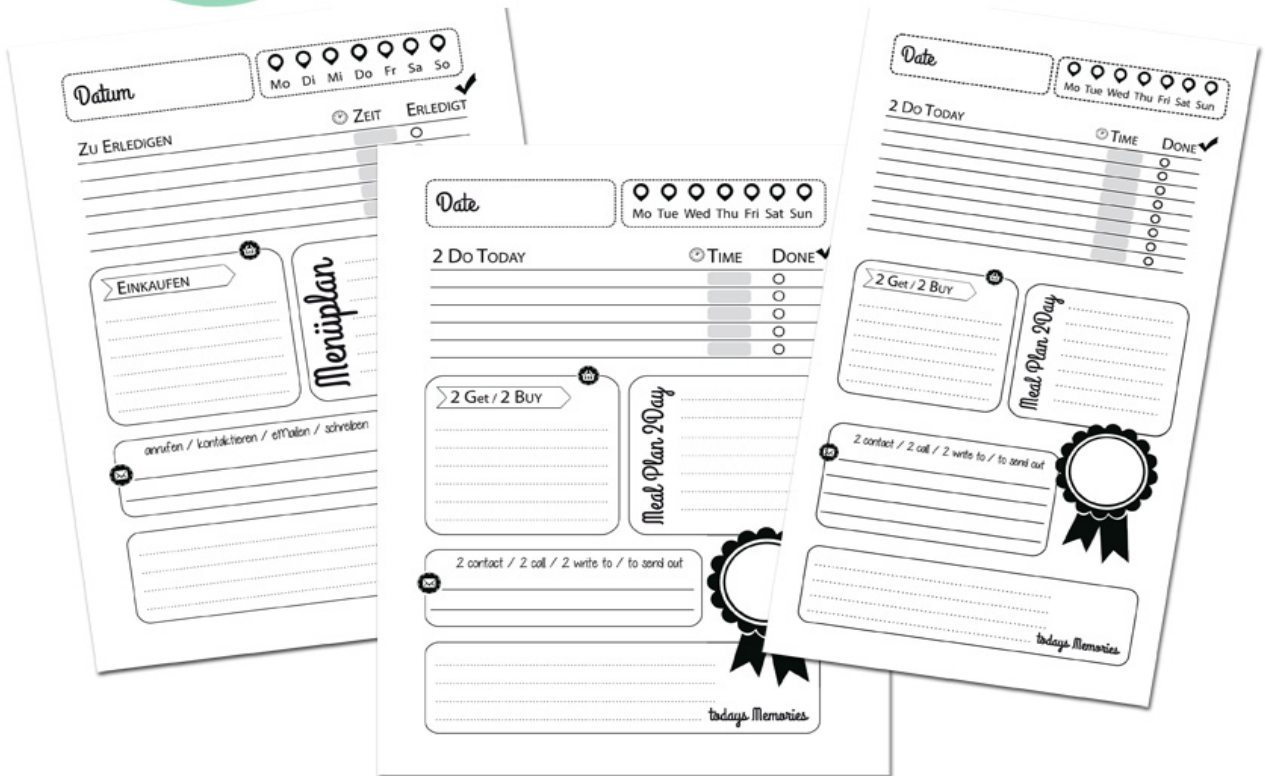 Datum
Mo Di Mi Do Fr Sa So
Zu Erledigen
Zeit
Erledigt
Einkaufen
Menüplan
anrufen / kontaktieren / eMailen / schreiben
Date
Mo Tue Wed Thu Fri Sat Sun
2 Do Today
Time
Done
2 Get / 2 Buy
Meal Plan 2Day
2 contact / 2 call / 2 write to / to send out
todays Memories
Date
Mo Tue Wed Thu Fri Sat Sun
2 Do Today
Time
Done
2 Get / 2 Buy
Meal Plan 2Day
2 contact / 2 call / 2 write to / to send out
todays Memories